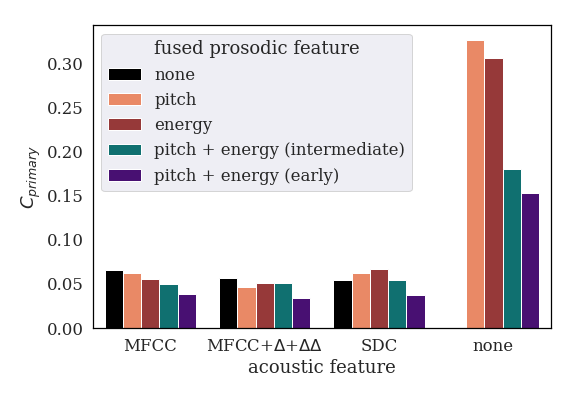 fused prosodic feature
none
pitch
energy
pitch + energy (intermediate)
pitch + energy (early)
0.30
0.25
0.20
0.15
0.10
0.05
0.00
C_primary
MFCC MFCC+Δ+ΔΔ SDC none
acoustic feature